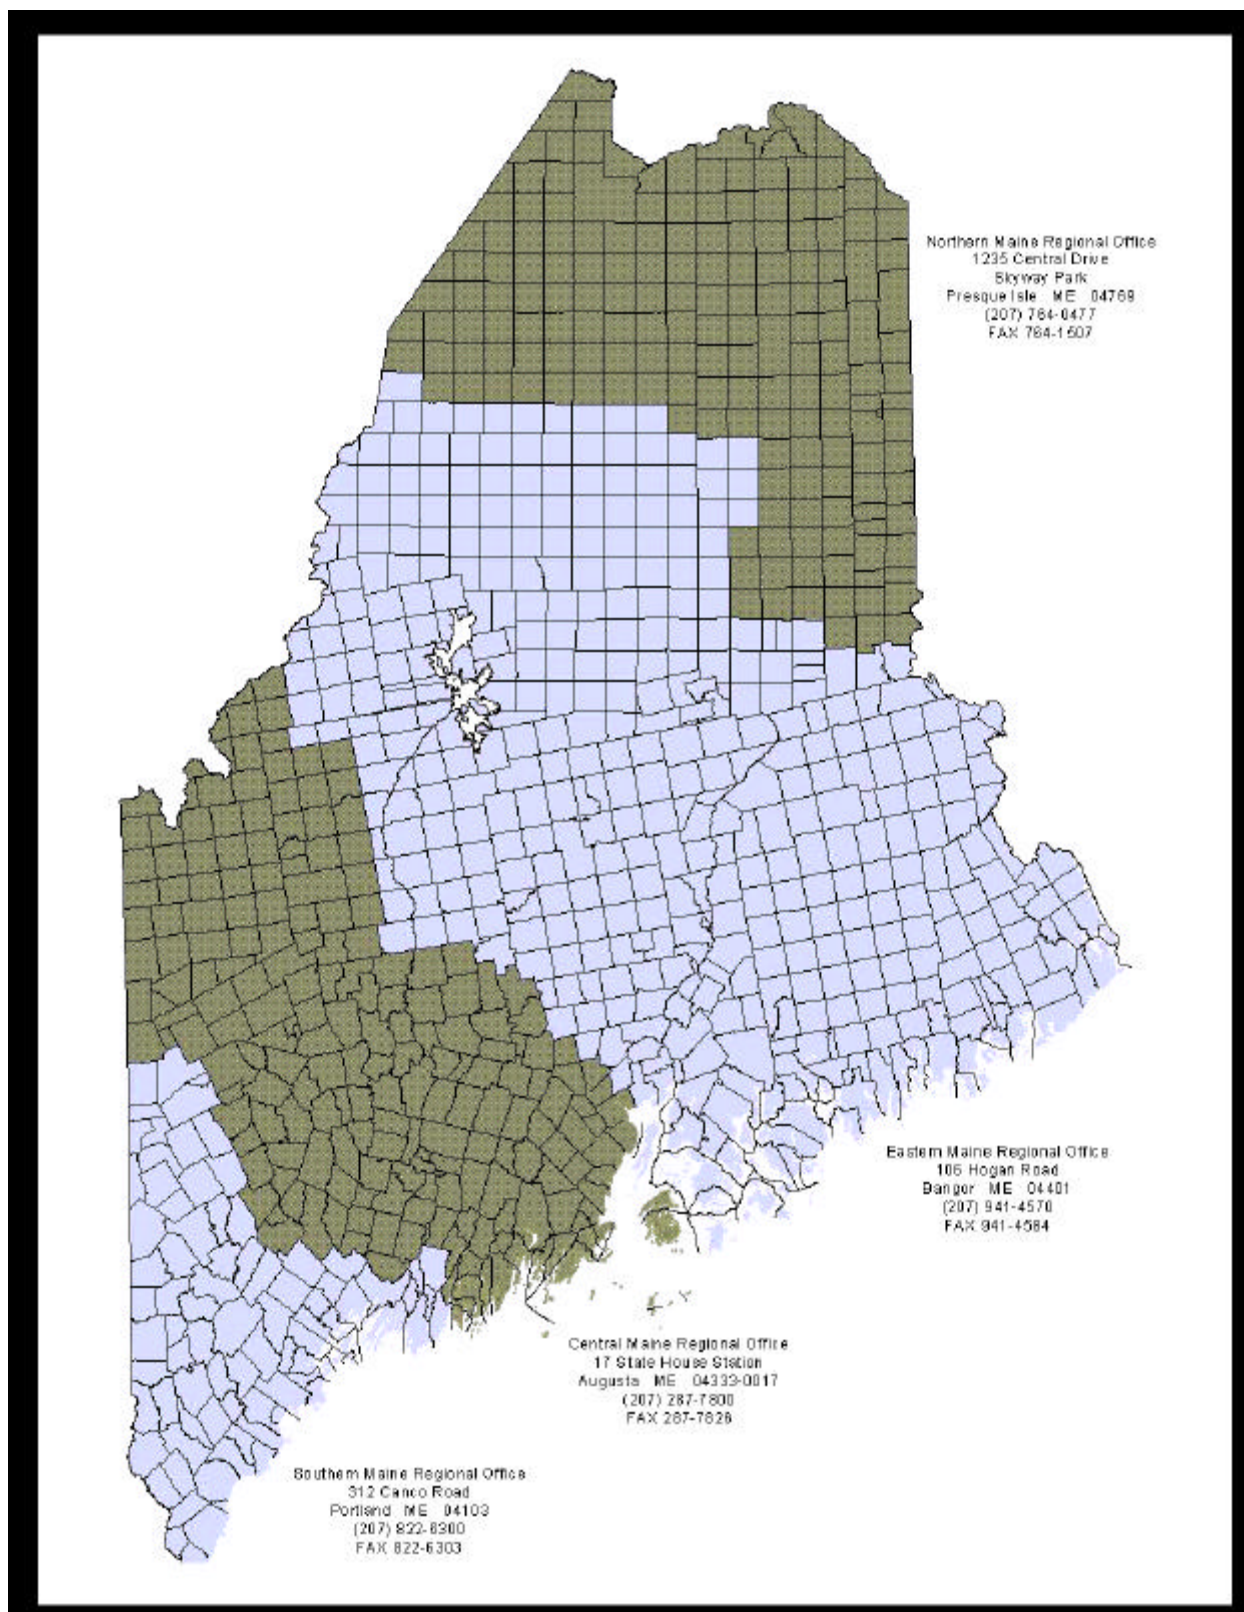 Northern Maine Regional Office
1235 Central Drive
Skyway Park
Presque Isle ME 04769
(207) 764-0477
FAX 764-1507
Eastern Maine Regional Office
106 Hogan Road
Bangor ME 04401
(207) 941-4570
FAX 941-4584
Central Maine Regional Office
17 State House Station
Augusta ME 04333-0017
(207) 287-7800
FAX 287-7826
Southern Maine Regional Office
312 Canco Road
Portland ME 04103
(207) 822-6300
FAX 822-6303